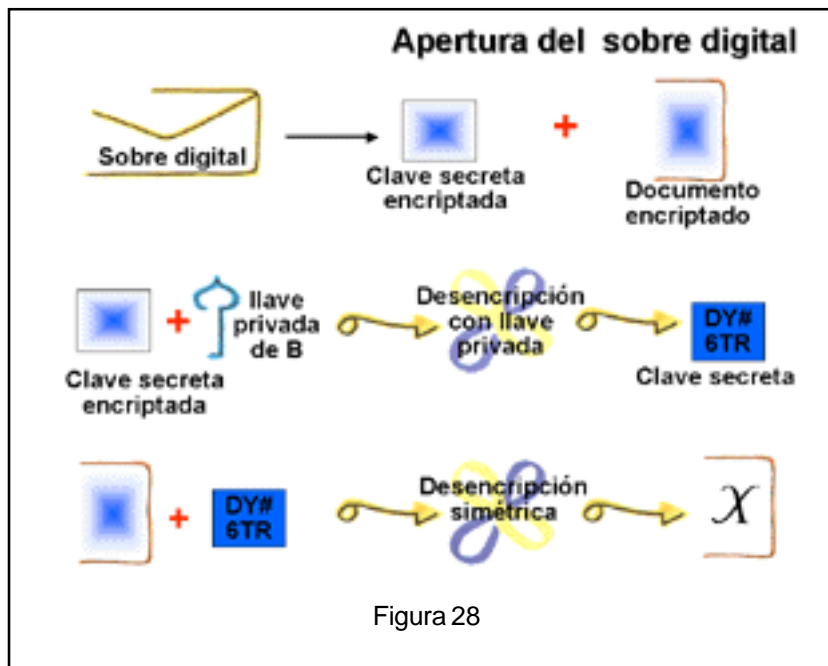 Apertura del sobre digital
Sobre digital
Clave secreta
encriptada
+
Documento
encriptado
Clave secreta
encriptada
+
llave
privada
de B
Desencripción
con llave
privada
DY#
6TR
Clave secreta
+
DY#
6TR
Desencripción
simétrica
X
Figura 28